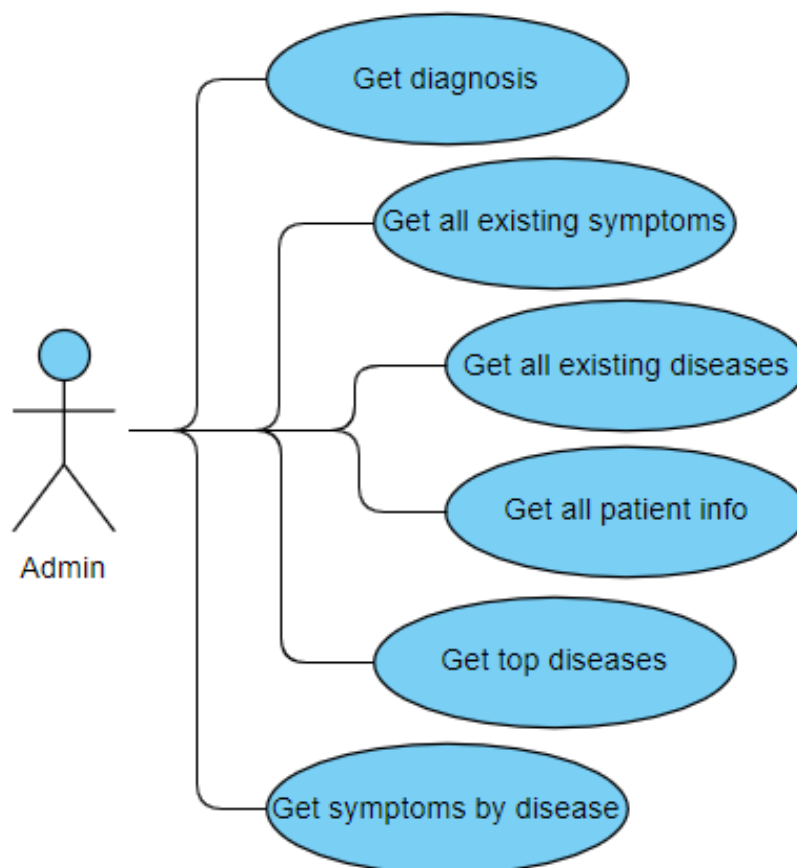 Get diagnosis
Get all existing symptoms
Get all existing diseases
Get all patient info
Admin
Get top diseases
Get symptoms by disease